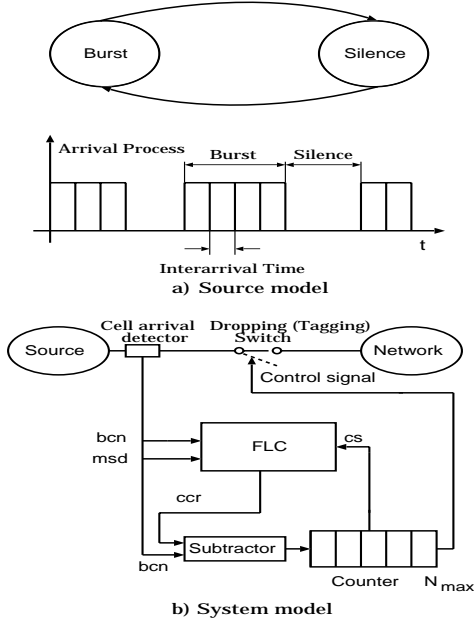 Burst
Silence
Arrival Process
Burst
Silence
t
Interarrival Time
a) Source model
Cell arrival
detector
Dropping (Tagging)
Switch
Source
Network
Control signal
bcn
msd
FLC
cs
ccr
Subtractor
bcn
Counter
Nmax
b) System model